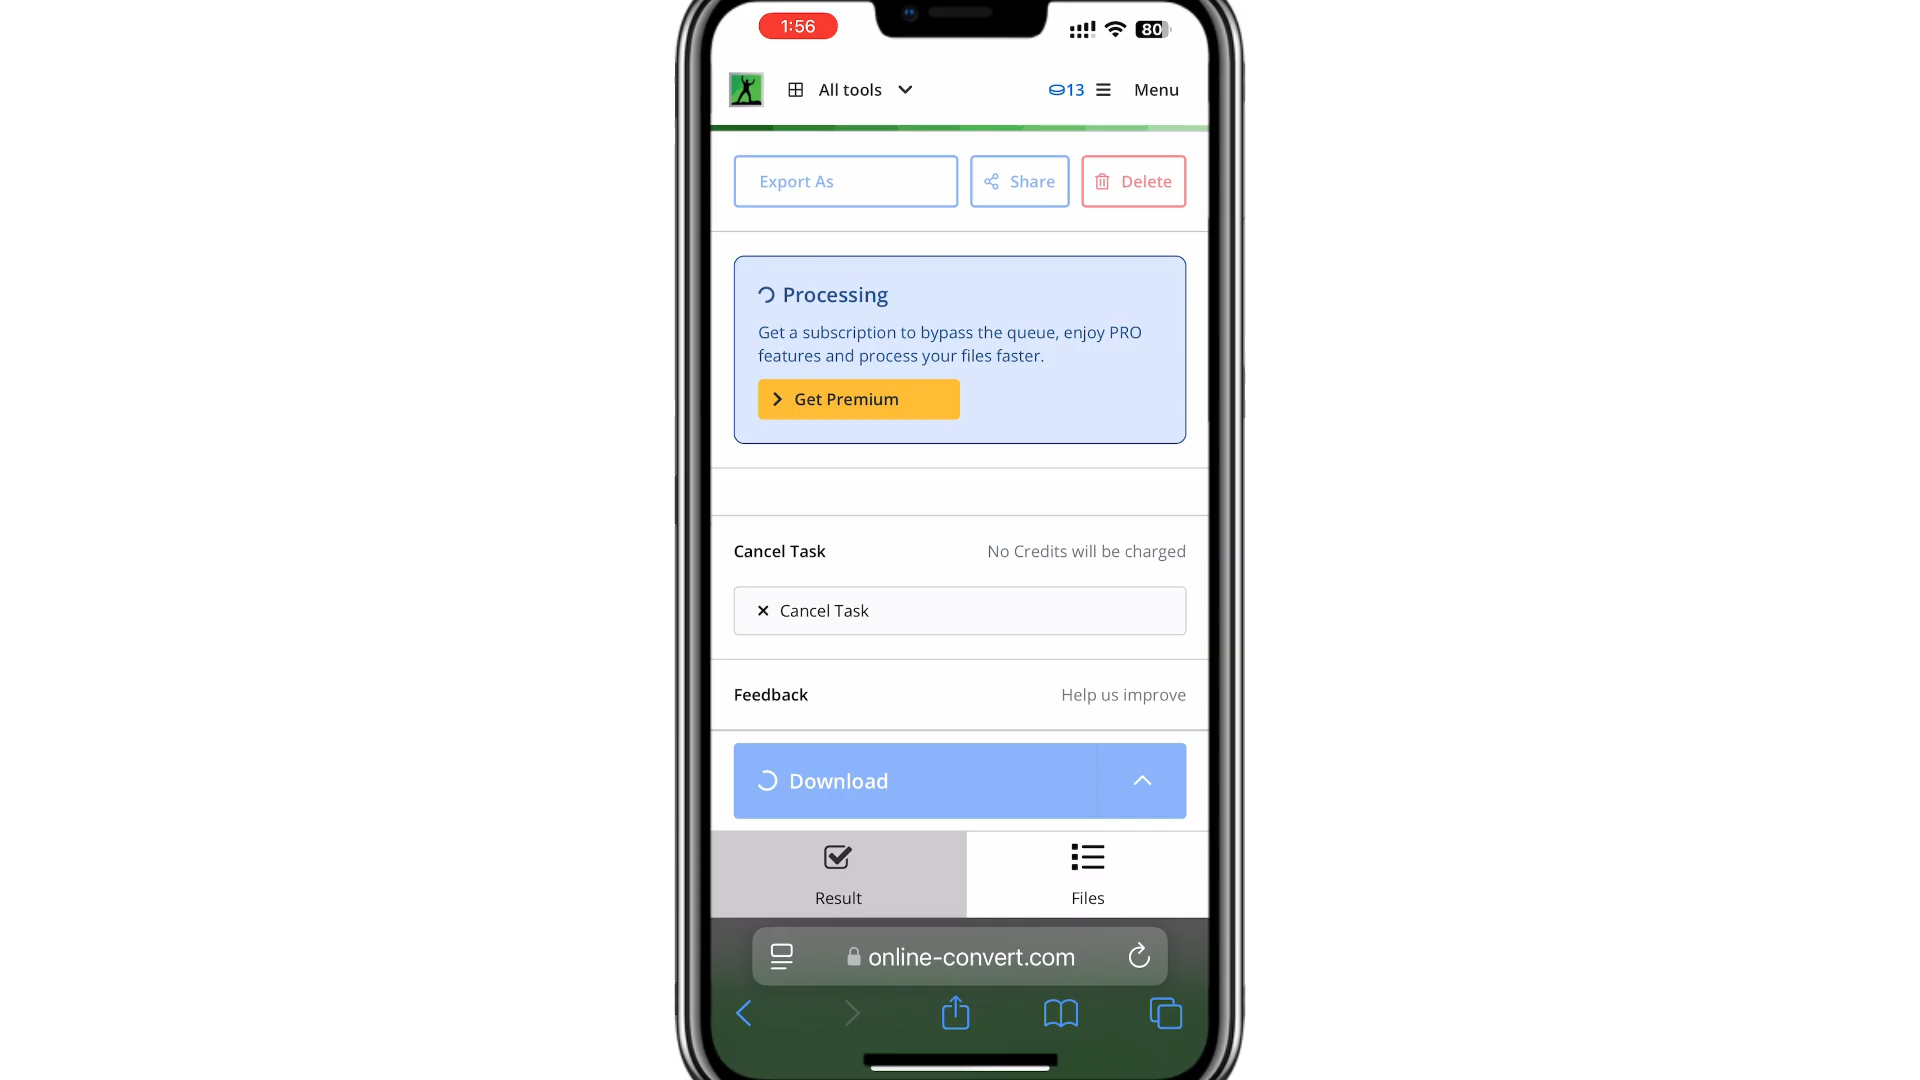 1:56
80
All tools
13
Menu
Export As
Share
Delete
Processing
Get a subscription to bypass the queue, enjoy PRO
features and process your files faster.
Get Premium
Cancel Task
No Credits will be charged
Cancel Task
Feedback
Help us improve
Download
Result
Files
online-convert.com